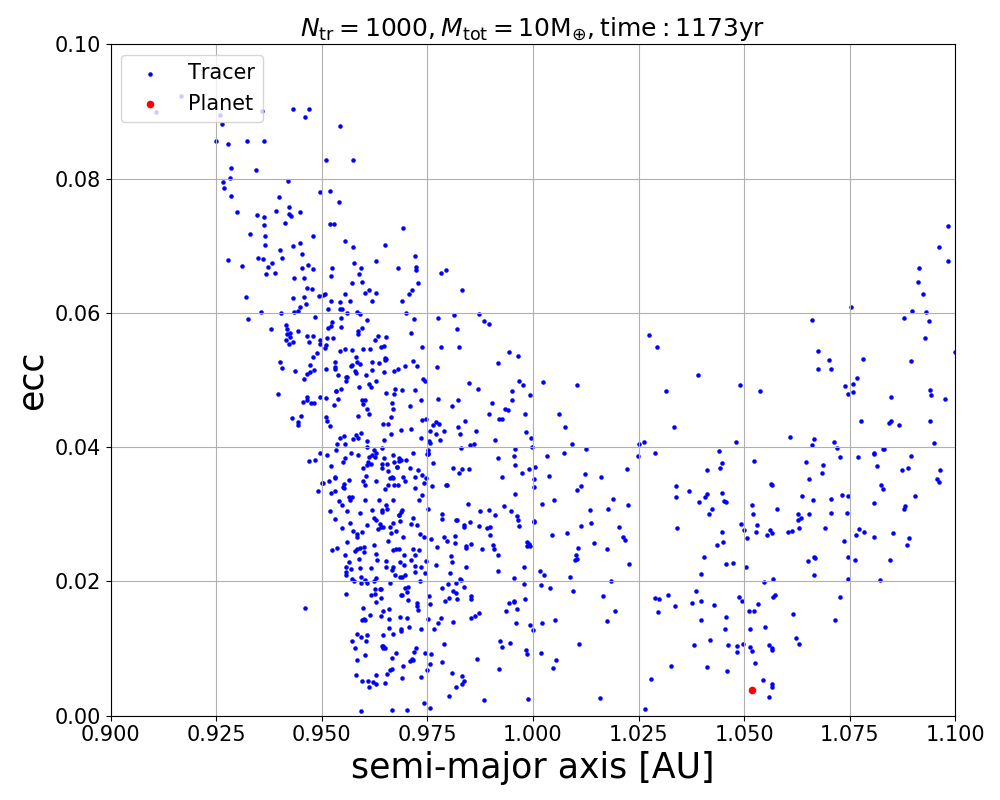 N_tr = 1000, M_tot = 10M_⊕, time : 1173yr
0.10
0.08
0.06
0.04
0.02
0.00
ecc
Tracer
Planet
0.900 0.925 0.950 0.975 1.000 1.025 1.050 1.075 1.100
semi-major axis [AU]